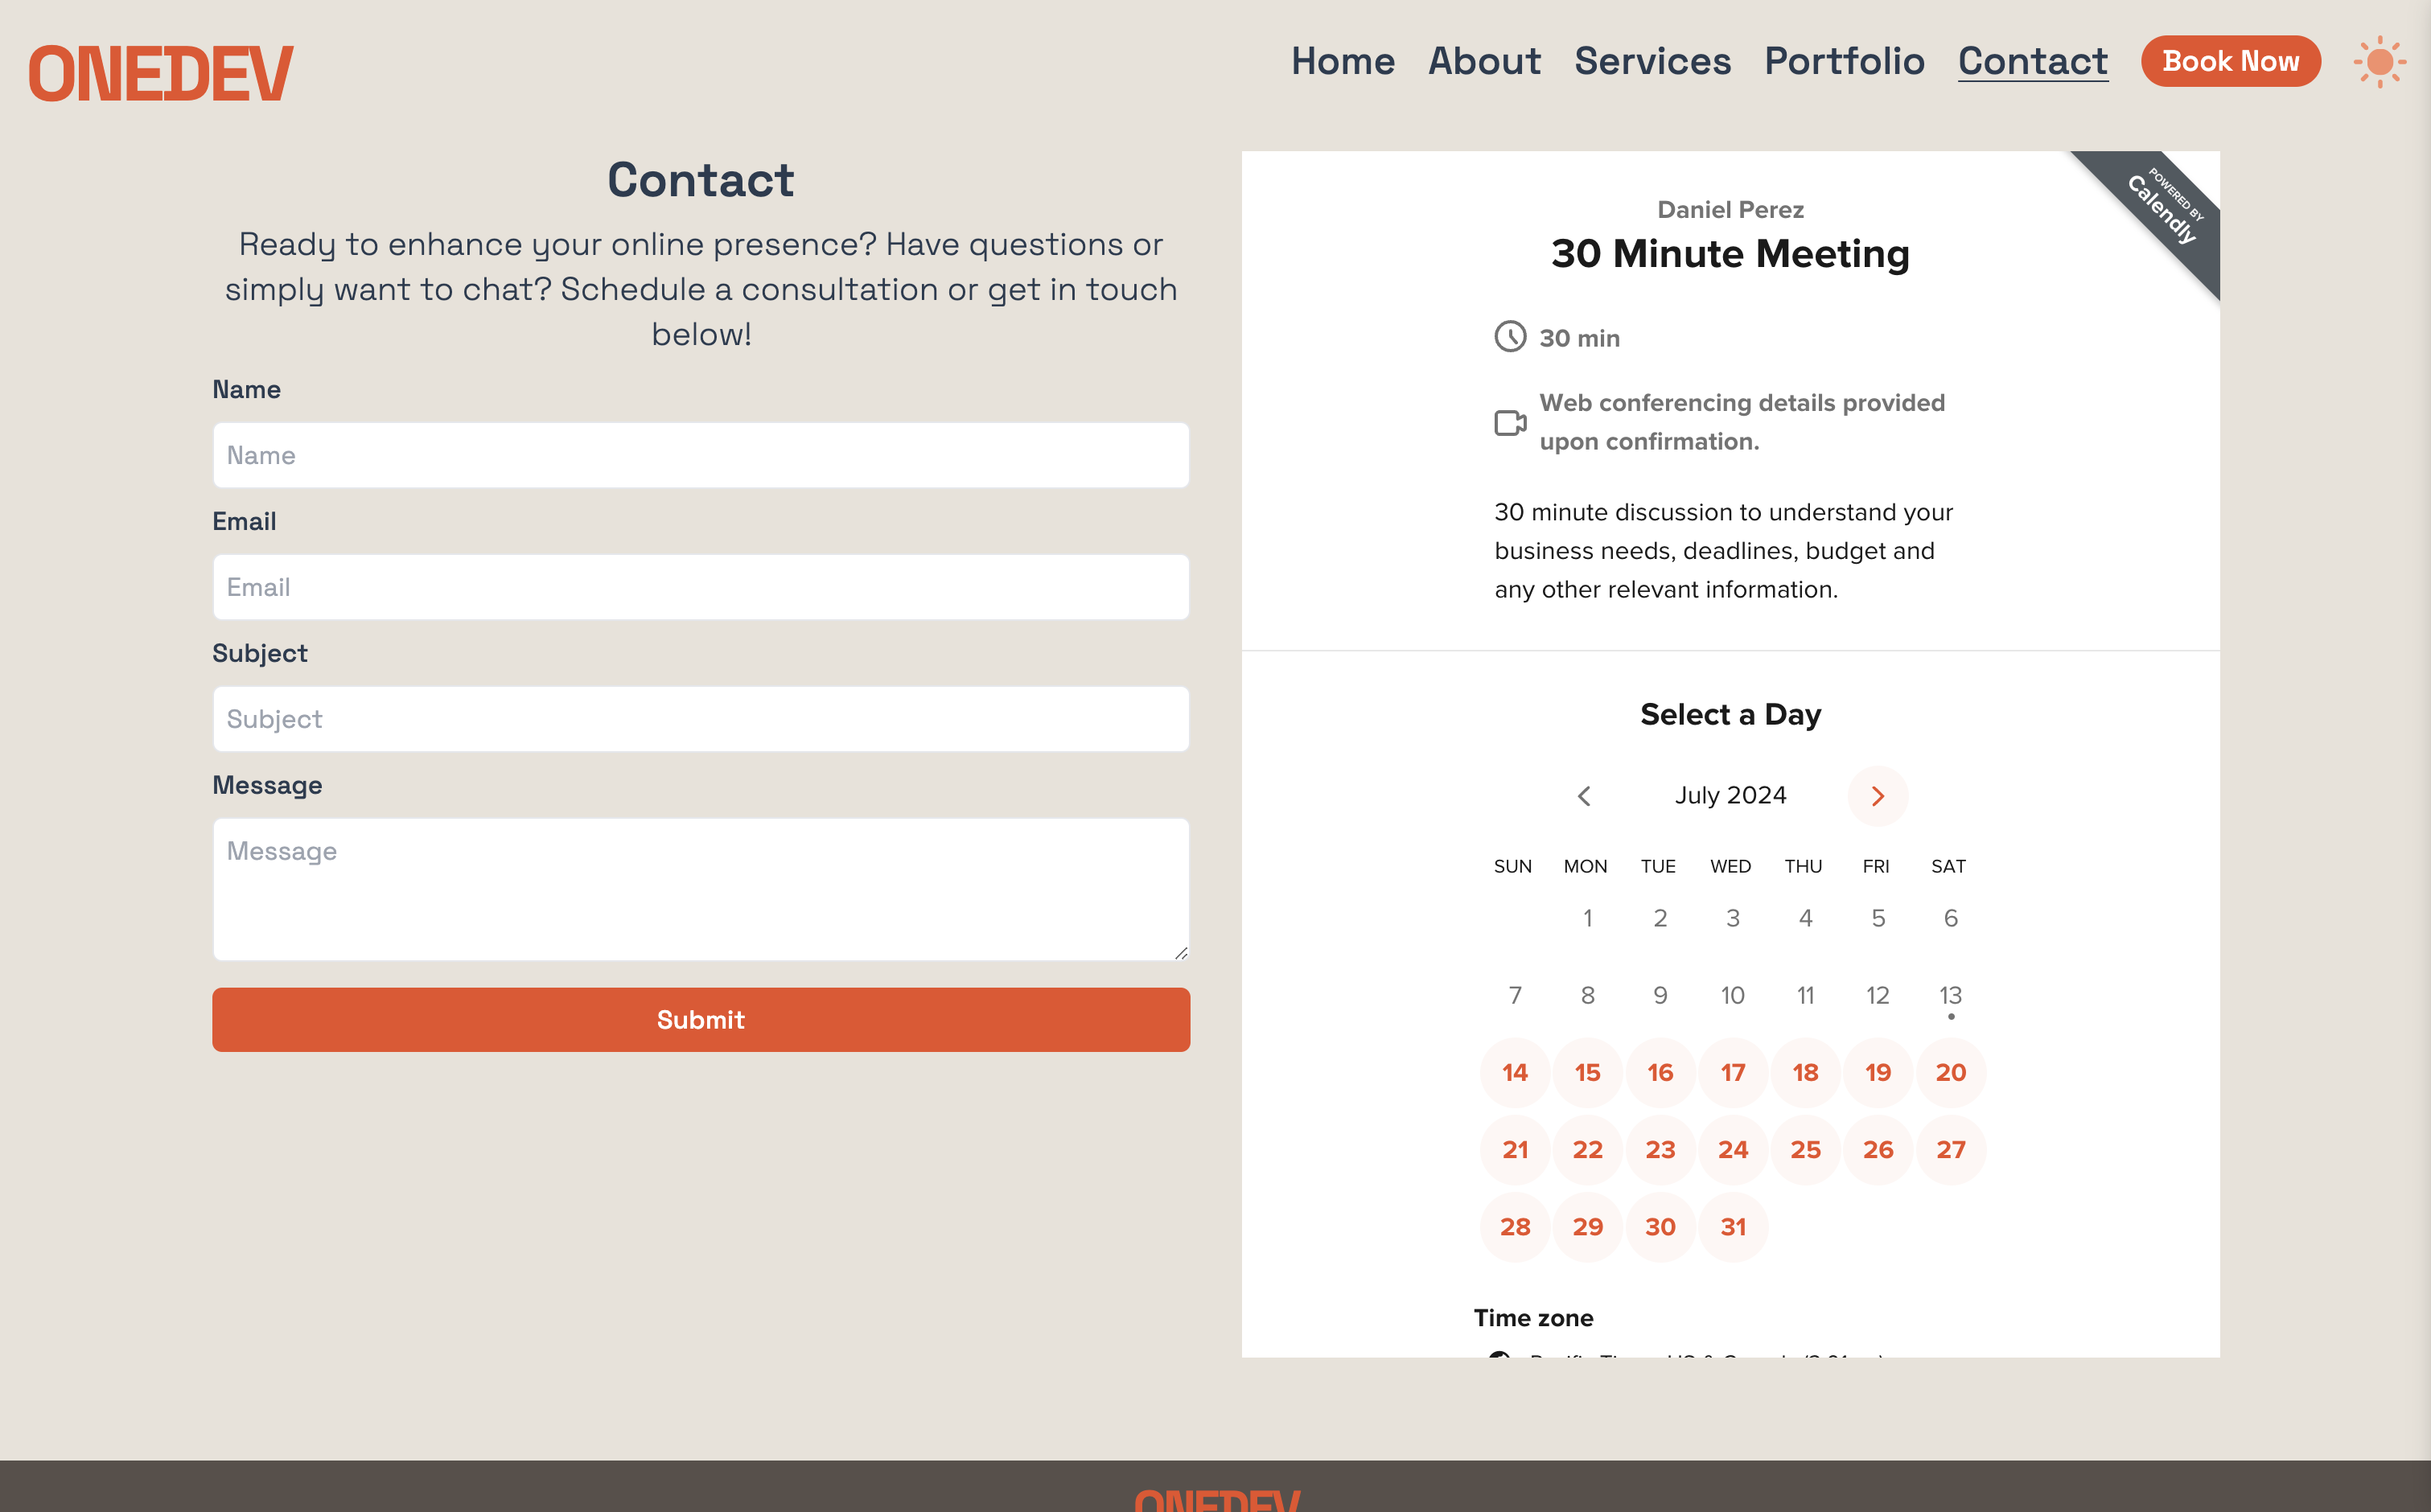 ONEDEV
Home About Services Portfolio Contact Book Now
Contact
Ready to enhance your online presence? Have questions or
simply want to chat? Schedule a consultation or get in touch
below!
Name
Name
Email
Email
Subject
Subject
Message
Message
Submit
POWERED BY
Calendly
Daniel Perez
30 Minute Meeting
30 min
Web conferencing details provided
upon confirmation.
30 minute discussion to understand your
business needs, deadlines, budget and
any other relevant information.
Select a Day
July 2024
SUN MON TUE WED THU FRI SAT
1 2 3 4 5 6
7 8 9 10 11 12 13
14 15 16 17 18 19 20
21 22 23 24 25 26 27
28 29 30 31
Time zone
ONEDEV